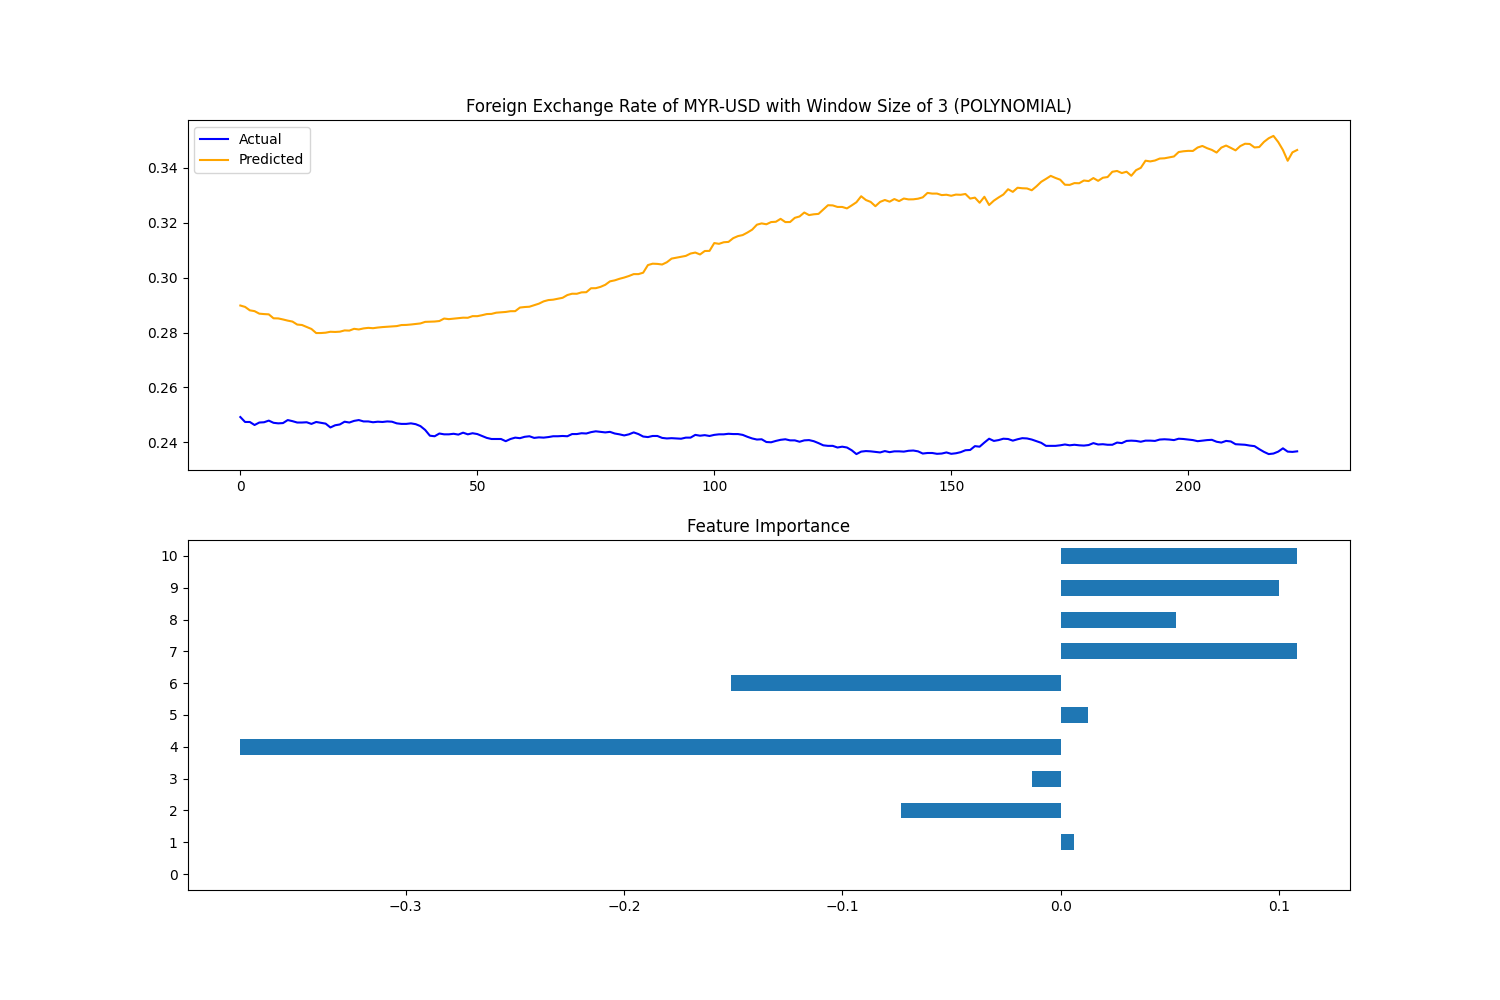 Foreign Exchange Rate of MYR-USD with Window Size of 3 (POLYNOMIAL)
Actual
Predicted
0.34
0.32
0.30
0.28
0.26
0.24
0 50 100 150 200
Feature Importance
10
9
8
7
6
5
4
3
2
1
0
−0.3 −0.2 −0.1 0.0 0.1